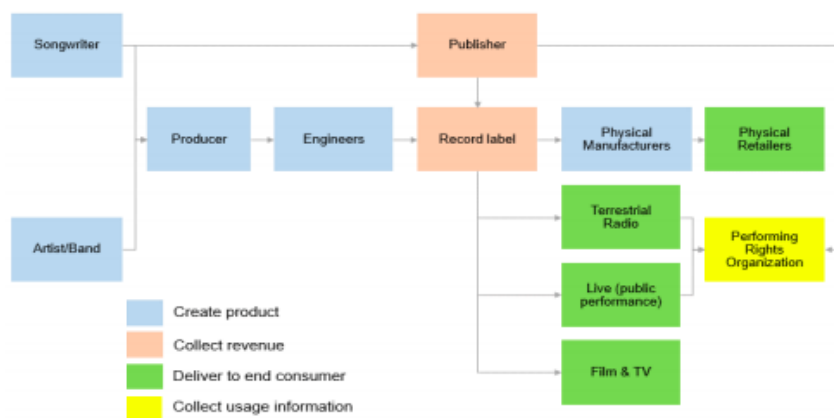 Songwriter
Publisher
Producer
Engineers
Record label
Physical
Manufacturers
Physical
Retailers
Terrestrial
Radio
Artist/Band
Performing
Rights
Organization
Live (public
performance)
Film & TV
Create product
Collect revenue
Deliver to end consumer
Collect usage information